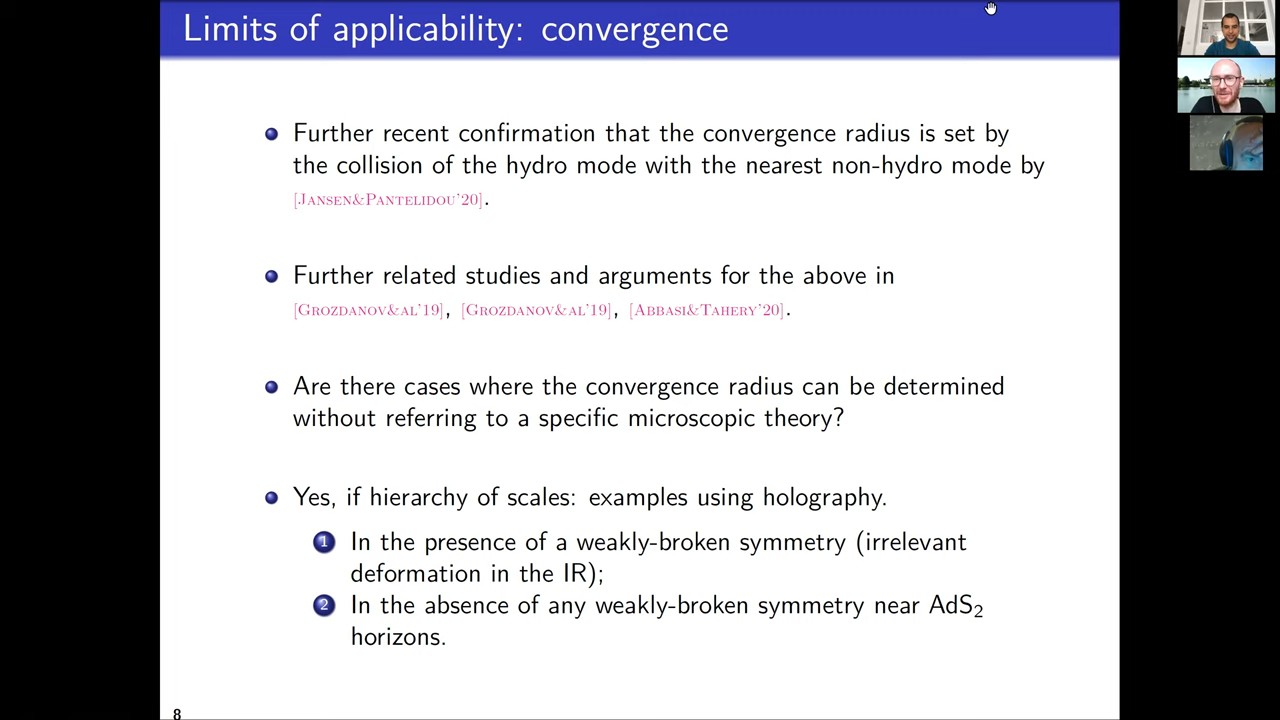 Limits of applicability: convergence
Further recent confirmation that the convergence radius is set by
the collision of the hydro mode with the nearest non-hydro mode by
[Jansen&Pantelidou'20].
Further related studies and arguments for the above in
[Grozdanov&al'19], [Grozdanov&al'19], [Abbasi&Tahery'20].
Are there cases where the convergence radius can be determined
without referring to a specific microscopic theory?
Yes, if hierarchy of scales: examples using holography.
1 In the presence of a weakly-broken symmetry (irrelevant
deformation in the IR);
2 In the absence of any weakly-broken symmetry near AdS₂
horizons.
8